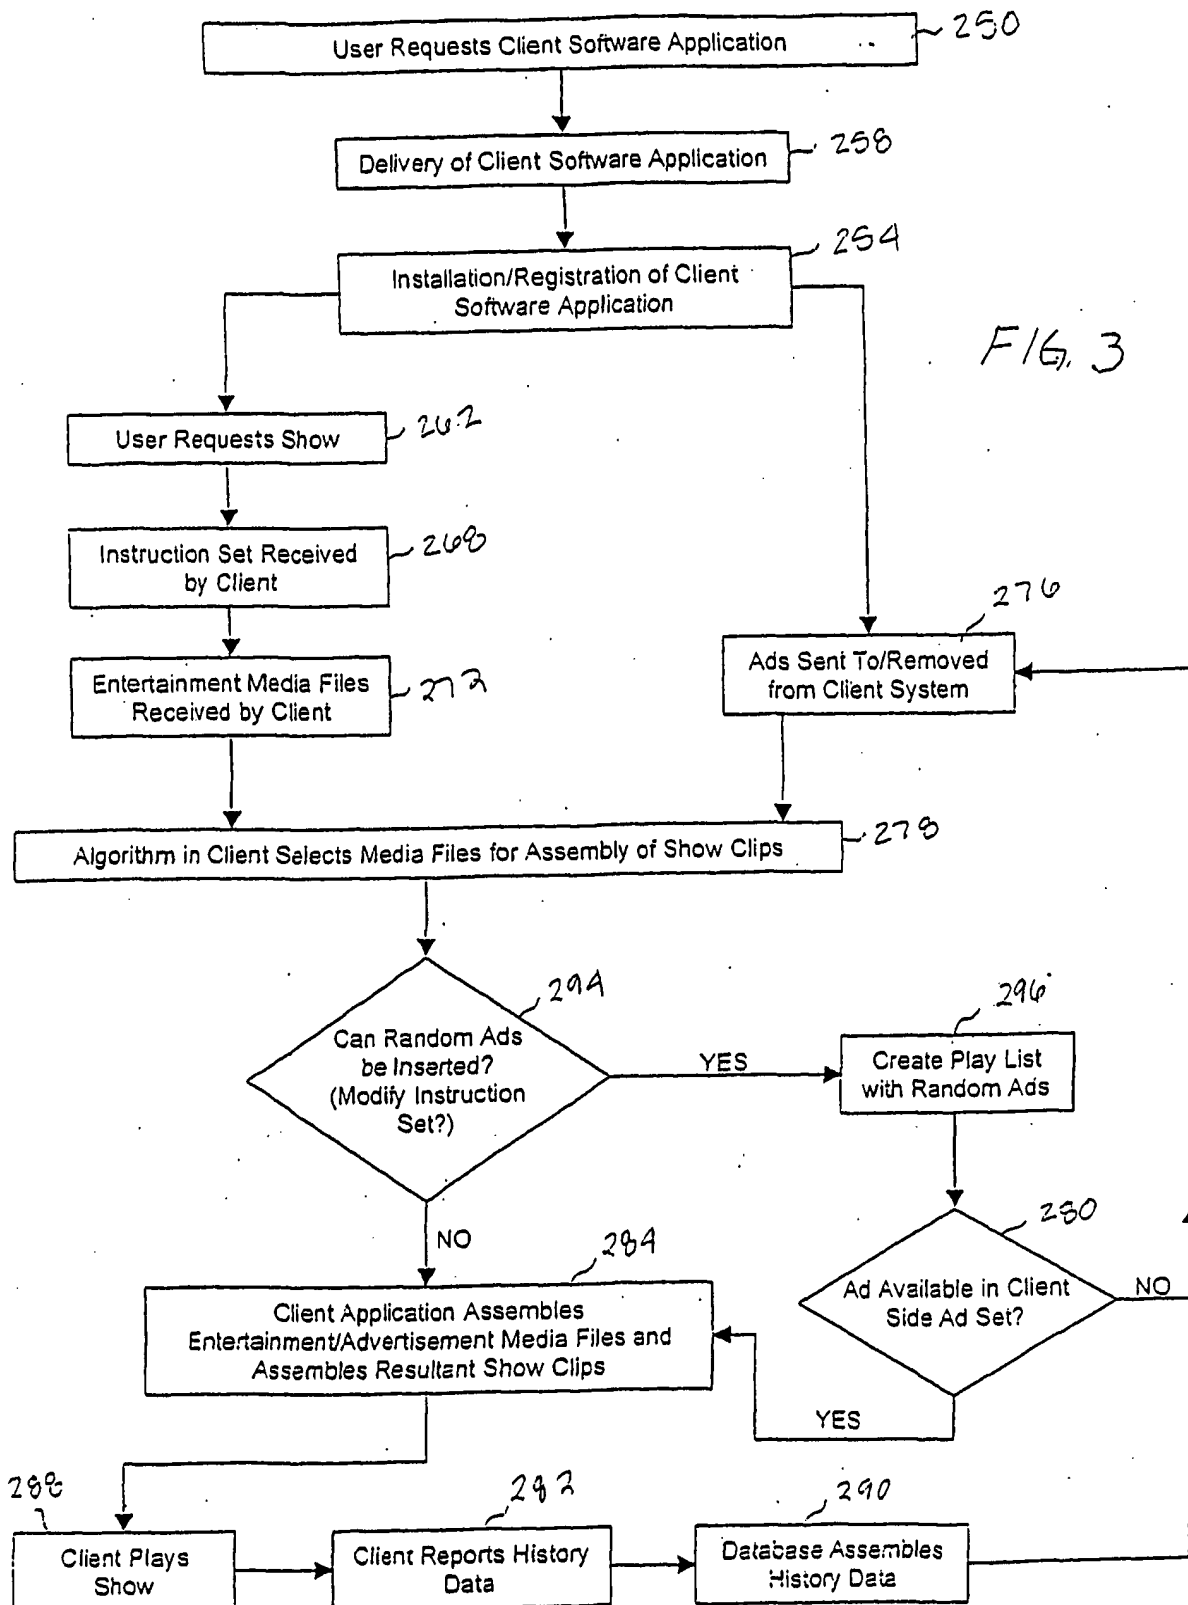 User Requests Client Software Application
250
Delivery of Client Software Application
258
Installation/Registration of Client
Software Application
254
FIG. 3
User Requests Show
262
Instruction Set Received
by Client
268
Entertainment Media Files
Received by Client
272
Ads Sent To/Removed
from Client System
276
Algorithm in Client Selects Media Files for Assembly of Show Clips
278
Can Random Ads
be Inserted?
(Modify Instruction
Set?)
294
YES
NO
Create Play List
with Random Ads
296
Ad Available in Client
Side Ad Set?
280
NO
YES
Client Application Assembles
Entertainment/Advertisement Media Files and
Assembles Resultant Show Clips
284
Client Plays
Show
288
Client Reports History
Data
282
Database Assembles
History Data
290